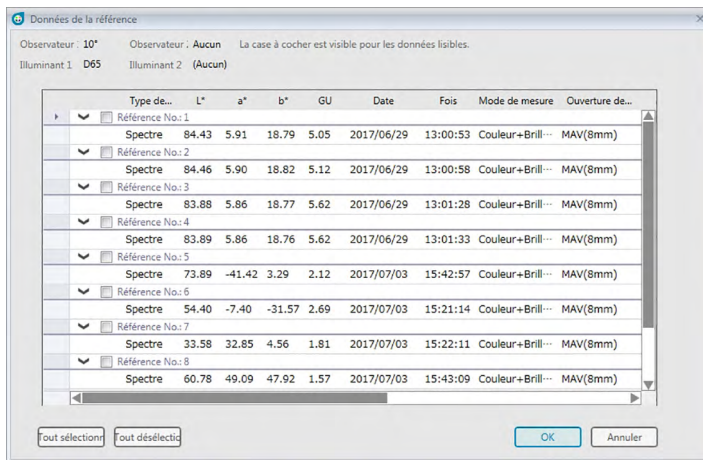 Données de la référence
Observateur : 10° Observateur : Aucun La case à cocher est visible pour les données lisibles.
Illuminant 1 D65 Illuminant 2 (Aucun)
Type de... L* a* b* GU Date Fois Mode de mesure Ouverture de...
Référence No.: 1
Spectre 84.43 5.91 18.79 5.05 2017/06/29 13:00:53 Couleur+Brill... MAV(8mm)
Référence No.: 2
Spectre 84.46 5.90 18.82 5.12 2017/06/29 13:00:58 Couleur+Brill... MAV(8mm)
Référence No.: 3
Spectre 83.88 5.86 18.77 5.62 2017/06/29 13:01:28 Couleur+Brill... MAV(8mm)
Référence No.: 4
Spectre 83.89 5.86 18.76 5.62 2017/06/29 13:01:33 Couleur+Brill... MAV(8mm)
Référence No.: 5
Spectre 73.89 -41.42 3.29 2.12 2017/07/03 15:42:57 Couleur+Brill... MAV(8mm)
Référence No.: 6
Spectre 54.40 -7.40 -31.57 2.69 2017/07/03 15:21:14 Couleur+Brill... MAV(8mm)
Référence No.: 7
Spectre 33.58 32.85 4.56 1.81 2017/07/03 15:22:11 Couleur+Brill... MAV(8mm)
Référence No.: 8
Spectre 60.78 49.09 47.92 1.57 2017/07/03 15:43:09 Couleur+Brill... MAV(8mm)
Tout sélectionn Tout désélectio OK Annuler